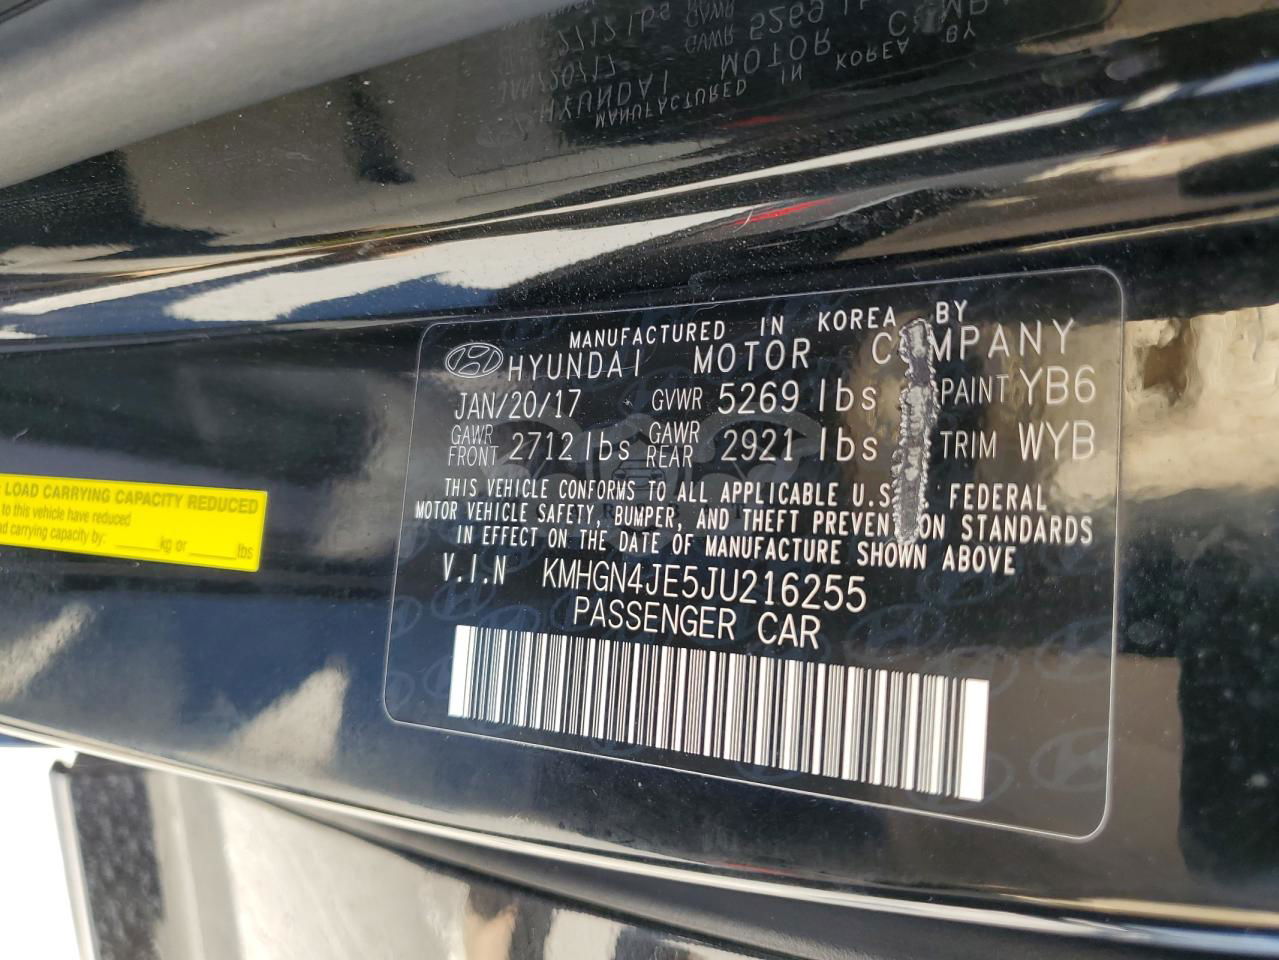 MANUFACTURED IN KOREA BY
HYUNDAI MOTOR C MPANY
JAN/20/17 GVWR 5269 lbs PAINT YB6
GAWR FRONT 2712 lbs GAWR REAR 2921 lbs TRIM WYB
THIS VEHICLE CONFORMS TO ALL APPLICABLE U.S. FEDERAL
MOTOR VEHICLE SAFETY, BUMPER, AND THEFT PREVENTION STANDARDS
IN EFFECT ON THE DATE OF MANUFACTURE SHOWN ABOVE
V.I.N KMHGN4JE5JU216255
PASSENGER CAR
LOAD CARRYING CAPACITY REDUCED
to this vehicle have reduced
carrying capacity by: ______kg or ______lbs